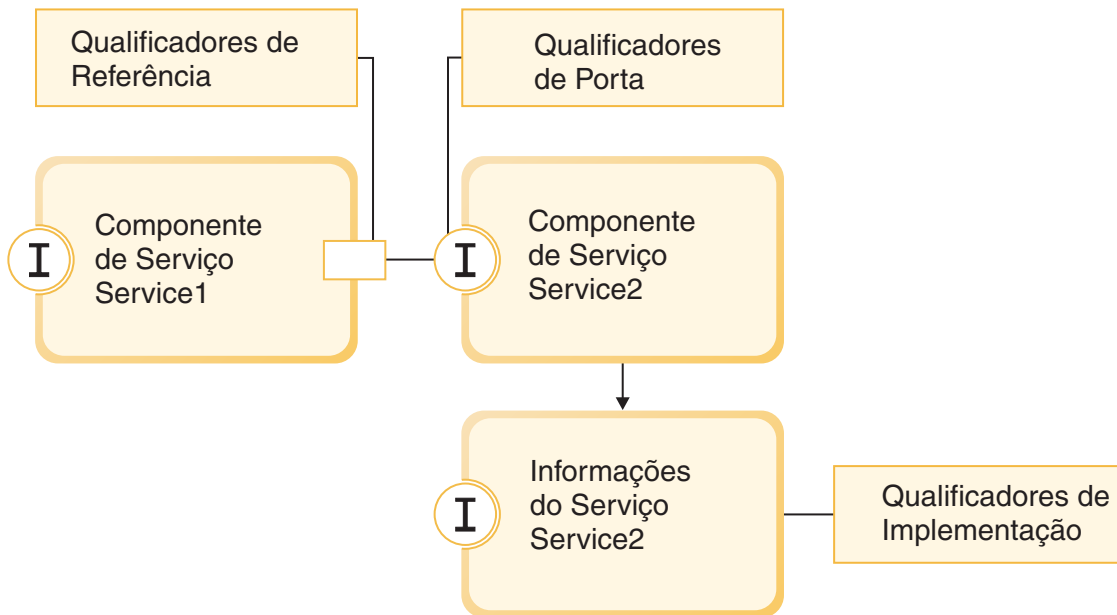 Qualificadores de
Referência
Qualificadores
de Porta
Componente
de Serviço
Service1
I
Componente
de Serviço
Service2
I
Informações
do Serviço
Service2
I
Qualificadores de
Implementação